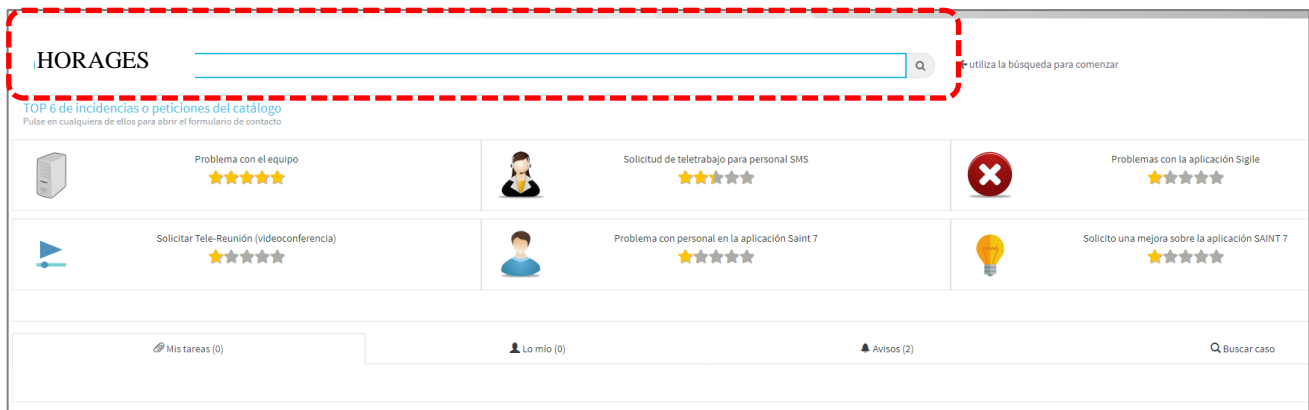 HORAGES
utiliza la búsqueda para comenzar
TOP 6 de incidencias o peticiones del catálogo
Pulse en cualquiera de ellos para abrir el formulario de contacto
Problema con el equipo
Solicitud de teletrabajo para personal SMS
Problemas con la aplicación Sigile
Solicitar Tele-Reunión (videoconferencia)
Problema con personal en la aplicación Saint 7
Solicito una mejora sobre la aplicación SAINT 7
Mis tareas (0)
Lo mío (0)
Avisos (2)
Buscar caso